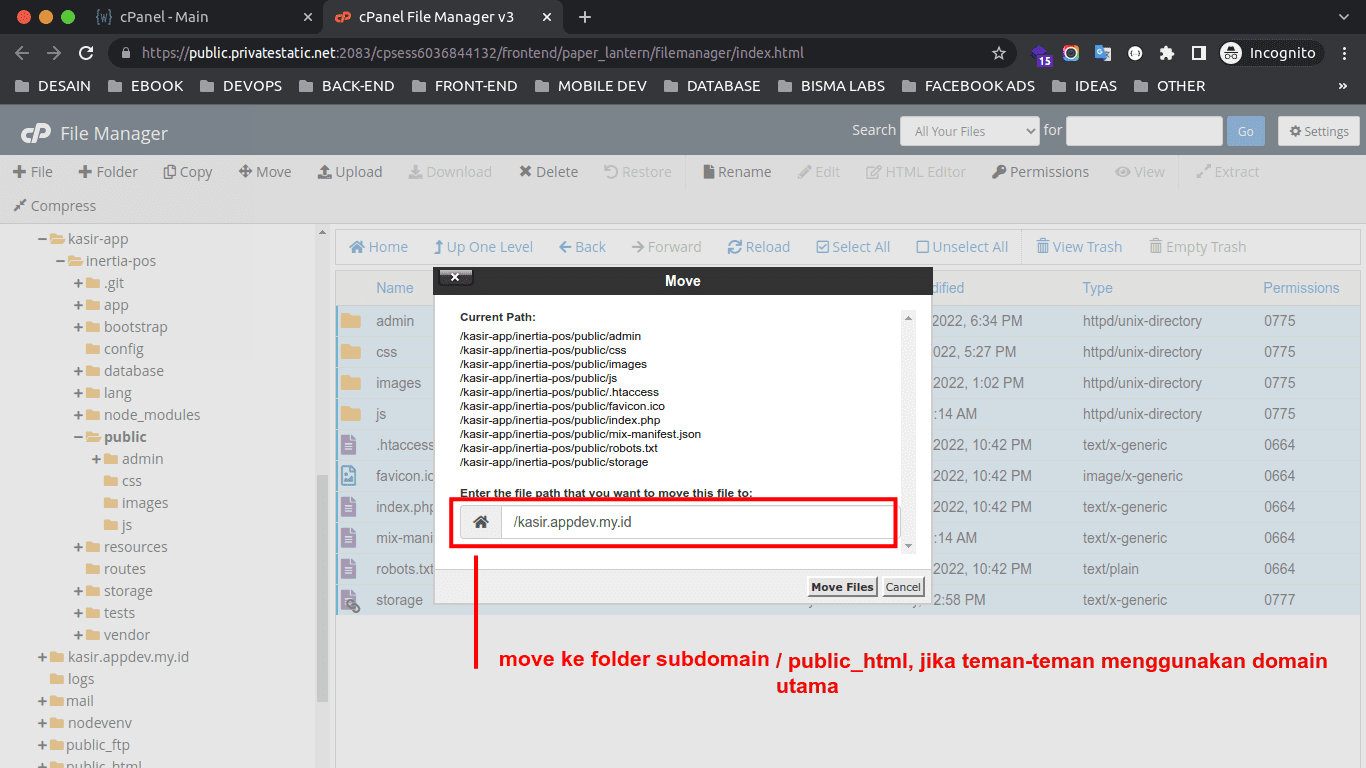 cPanel - Main
cPanel File Manager v3
https://public.privatestatic.net:2083/cpsess6036844132/frontend/paper_lantern/filemanager/index.html
15
Incognito
DESAIN
EBOOK
DEVOPS
BACK-END
FRONT-END
MOBILE DEV
DATABASE
BISMA LABS
FACEBOOK ADS
IDEAS
OTHER
»
cP File Manager
Search
All Your Files
for
Go
Settings
File
Folder
Copy
Move
Upload
Download
Delete
Restore
Rename
Edit
HTML Editor
Permissions
View
Extract
Compress
kasir-app
inertia-pos
.git
app
bootstrap
config
database
lang
node_modules
public
admin
css
images
js
resources
routes
storage
tests
vendor
kasir.appdev.my.id
logs
mail
nodevenv
public_ftp
public_html
Home
Up One Level
Back
Forward
Reload
Select All
Unselect All
View Trash
Empty Trash
Name
dified
Type
Permissions
admin
2022, 6:34 PM
httpd/unix-directory
0775
css
022, 5:27 PM
httpd/unix-directory
0775
images
2022, 1:02 PM
httpd/unix-directory
0775
js
:14 AM
httpd/unix-directory
0775
.htaccess
2022, 10:42 PM
text/x-generic
0664
favicon.ic
2022, 10:42 PM
image/x-generic
0664
index.php
2022, 10:42 PM
text/x-generic
0664
mix-mani
:14 AM
text/x-generic
0664
robots.txt
2022, 10:42 PM
text/plain
0664
storage
2:58 PM
text/x-generic
0777
Move
Current Path:
/kasir-app/inertia-pos/public/admin
/kasir-app/inertia-pos/public/css
/kasir-app/inertia-pos/public/images
/kasir-app/inertia-pos/public/js
/kasir-app/inertia-pos/public/.htaccess
/kasir-app/inertia-pos/public/favicon.ico
/kasir-app/inertia-pos/public/index.php
/kasir-app/inertia-pos/public/mix-manifest.json
/kasir-app/inertia-pos/public/robots.txt
/kasir-app/inertia-pos/public/storage
Enter the file path that you want to move this file to:
/kasir.appdev.my.id
Move Files
Cancel
move ke folder subdomain / public_html, jika teman-teman menggunakan domain
utama